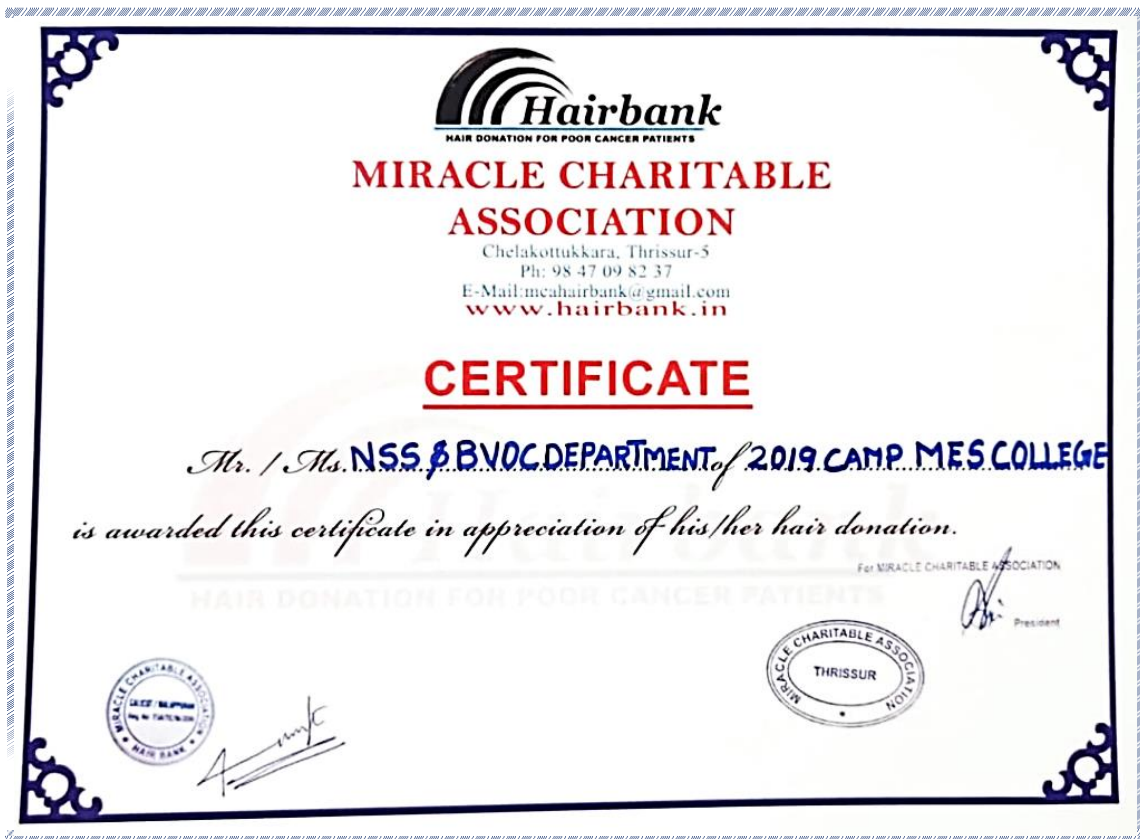 Hairbank
HAIR DONATION FOR POOR CANCER PATIENTS
MIRACLE CHARITABLE
ASSOCIATION
Chelakottukkara, Thrissur-5
Ph: 98 47 09 82 37
E-Mail:mcahairbank@gmail.com
www.hairbank.in
CERTIFICATE
Mr. / Ms. NSS & BVOC DEPARTMENT of 2019 CAMP MES COLLEGE
is awarded this certificate in appreciation of his/her hair donation.
Hairbank
HAIR DONATION FOR POOR CANCER PATIENTS
For MIRACLE CHARITABLE ASSOCIATION
President
MIRACLE CHARITABLE ASSOCIATION
THRISSUR
MIRACLE CHARITABLE ASSOCIATION
HAIR BANK